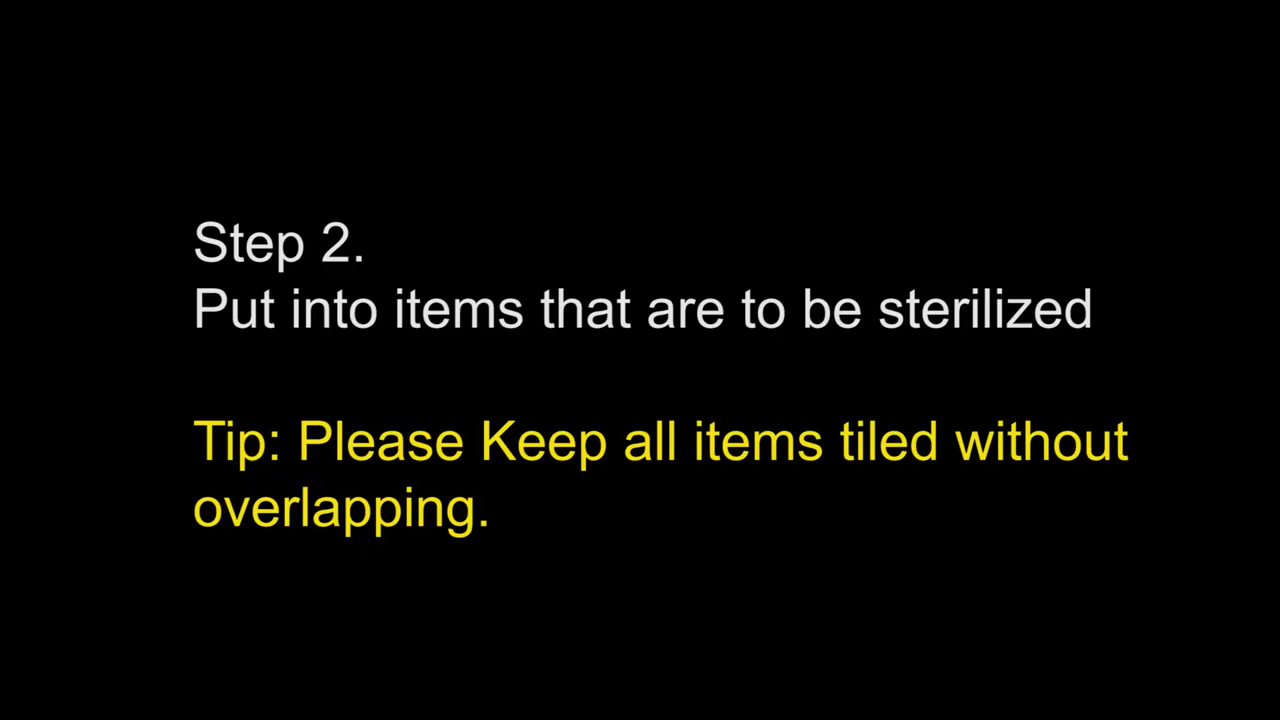 Step 2.
Put into items that are to be sterilized
Tip: Please Keep all items tiled without
overlapping.